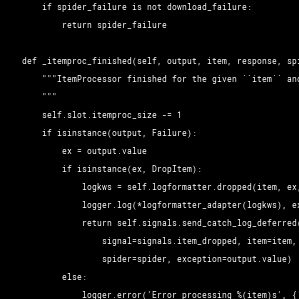 if spider_failure is not download_failure:
return spider_failure
def _itemproc_finished(self, output, item, response, spi
"""ItemProcessor finished for the given ``item`` and
"""
self.slot.itemproc_size -= 1
if isinstance(output, Failure):
ex = output.value
if isinstance(ex, DropItem):
logkws = self.logformatter.dropped(item, ex,
logger.log(*logformatter_adapter(logkws), ex
return self.signals.send_catch_log_deferred(
signal=signals.item_dropped, item=item,
spider=spider, exception=output.value)
else:
logger.error('Error processing %(item)s', {